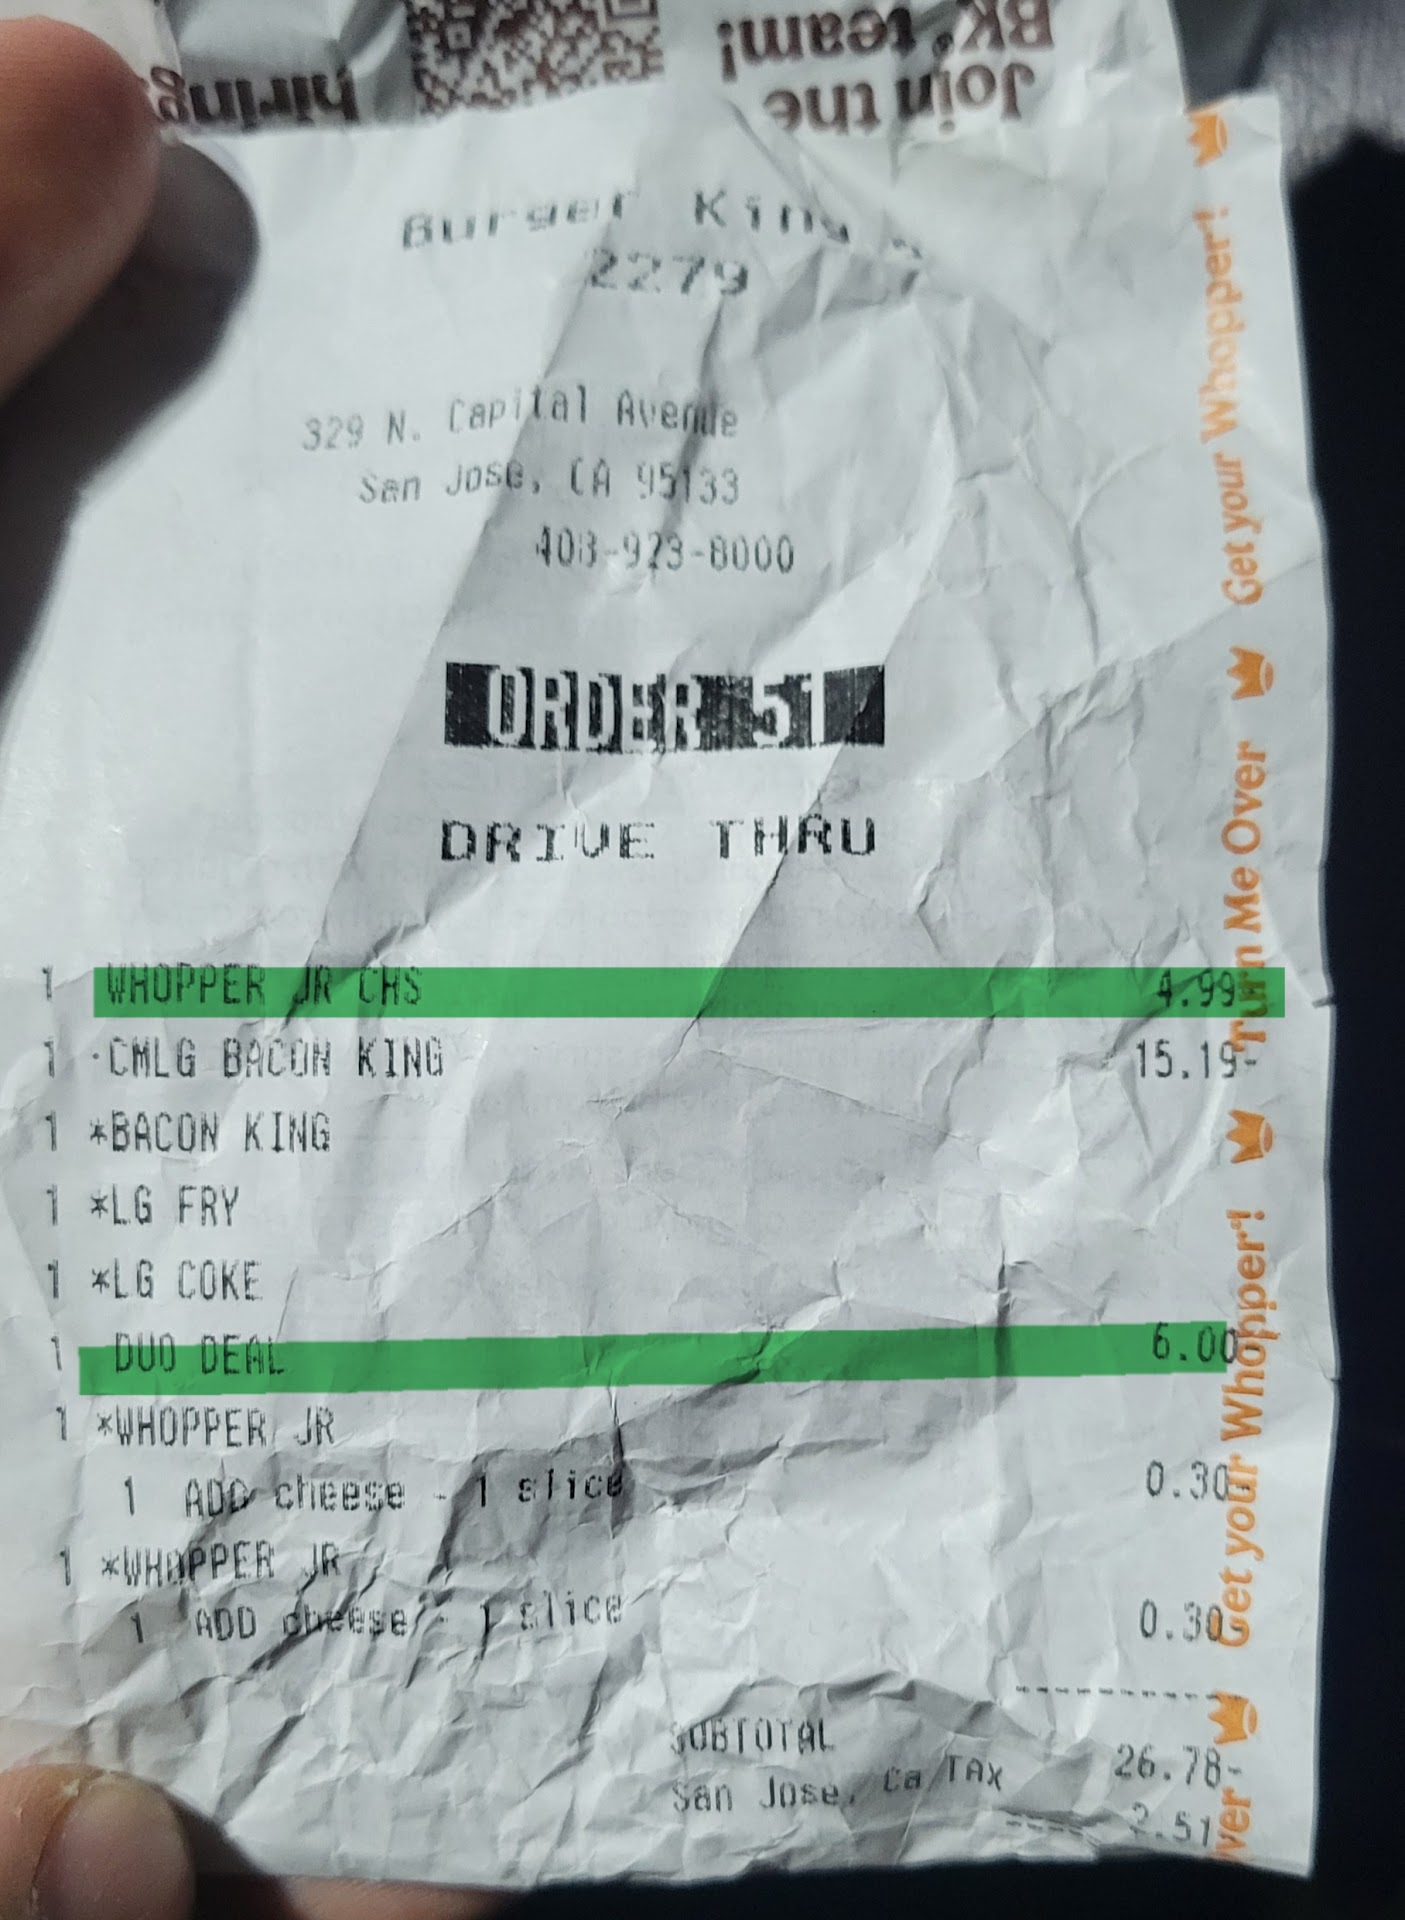 Join the
BK® team!
hiring.
Burger King
2279
329 N. Capital Avenue
San Jose, CA 95133
408-923-8000
ORDER 51
DRIVE THRU
1 WHOPPER JR CHS 4.99-
1 ·CMLG BACON KING 15.19-
1 *BACON KING
1 *LG FRY
1 *LG COKE
1 DUO DEAL 6.00
1 *WHOPPER JR
1 ADD cheese - 1 slice 0.30
1 *WHOPPER JR
1 ADD cheese - 1 slice 0.30
SUBTOTAL 26.78-
San Jose, Ca TAX 2.51
Get your Whopper!
Turn Me Over
Get your Whopper!
ver